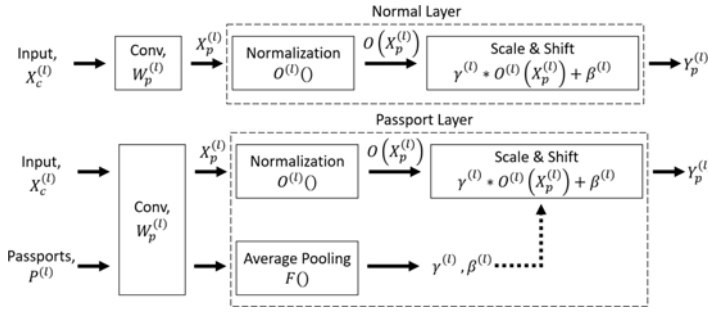 Normal Layer
Input,
X_c^{(l)}
Conv,
W_p^{(l)}
X_p^{(l)}
Normalization
O^{(l)}()
O(X_p^{(l)})
Scale & Shift
γ^{(l)} * O^{(l)}(X_p^{(l)}) + β^{(l)}
Y_p^{(l)}
Passport Layer
Input,
X_c^{(l)}
Conv,
W_p^{(l)}
X_p^{(l)}
Normalization
O^{(l)}()
O(X_p^{(l)})
Scale & Shift
γ^{(l)} * O^{(l)}(X_p^{(l)}) + β^{(l)}
Y_p^{(l)}
Passports,
P^{(l)}
Average Pooling
F()
γ^{(l)}, β^{(l)}